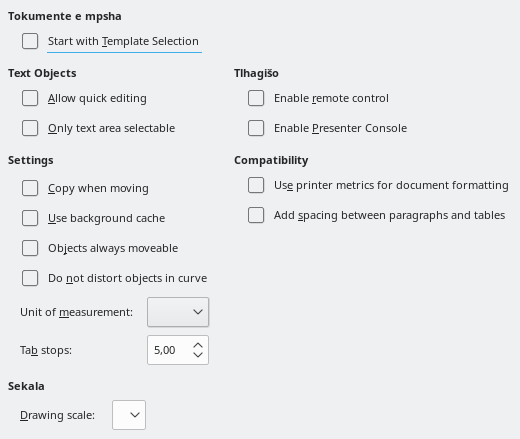 Tokumente e mpsha
Start with Template Selection
Text Objects
Allow quick editing
Only text area selectable
Tlhagišo
Enable remote control
Enable Presenter Console
Settings
Copy when moving
Use background cache
Objects always moveable
Do not distort objects in curve
Unit of measurement:
Tab stops: 5,00
Compatibility
Use printer metrics for document formatting
Add spacing between paragraphs and tables
Sekala
Drawing scale: